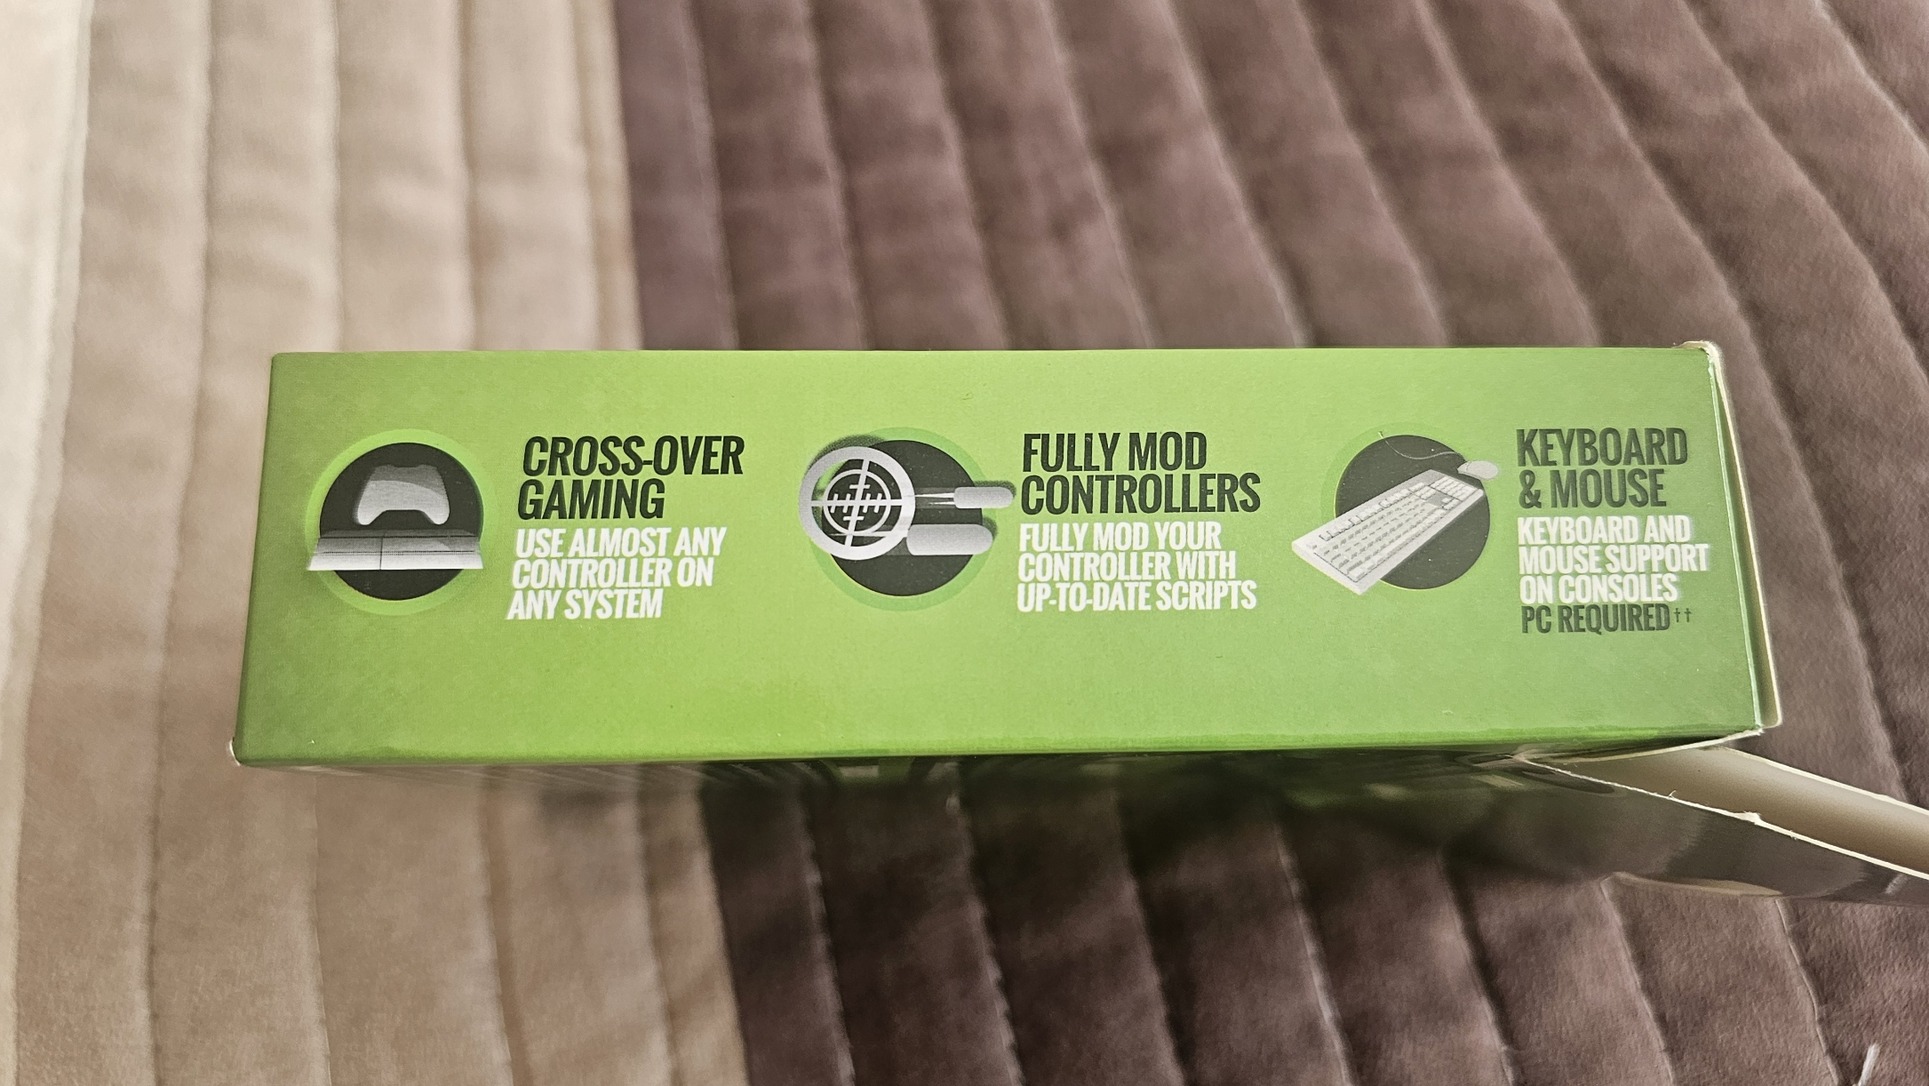 CROSS-OVER
GAMING
USE ALMOST ANY
CONTROLLER ON
ANY SYSTEM
FULLY MOD
CONTROLLERS
FULLY MOD YOUR
CONTROLLER WITH
UP-TO-DATE SCRIPTS
KEYBOARD
& MOUSE
KEYBOARD AND
MOUSE SUPPORT
ON CONSOLES
PC REQUIRED††